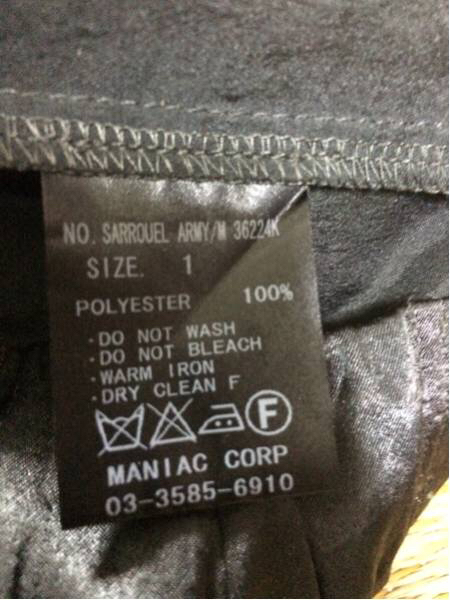 NO. SARROUEL ARMY/M 36224K
SIZE. 1
POLYESTER 100%
·DO NOT WASH
·DO NOT BLEACH
·WARM IRON
·DRY CLEAN F
F
MANIAC CORP
03-3585-6910